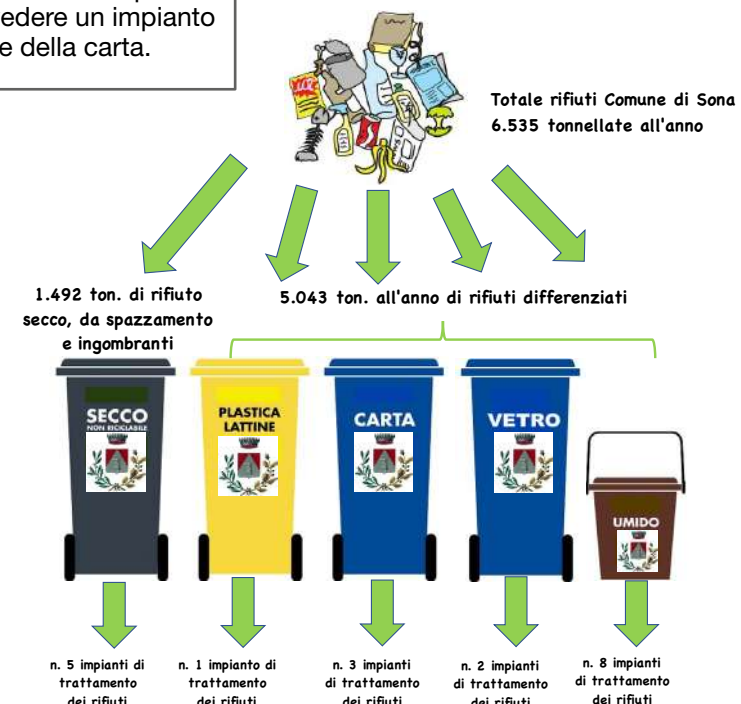 edere un impianto
e della carta.
Totale rifiuti Comune di Sona
6.535 tonnellate all'anno
1.492 ton. di rifiuto
secco, da spazzamento
e ingombranti
5.043 ton. all'anno di rifiuti differenziati
SECCO
NON RICICLABILE
PLASTICA
LATTINE
CARTA
VETRO
UMIDO
n. 5 impianti di
trattamento
dei rifiuti
n. 1 impianto di
trattamento
dei rifiuti
n. 3 impianti
di trattamento
dei rifiuti
n. 2 impianti
di trattamento
dei rifiuti
n. 8 impianti
di trattamento
dei rifiuti